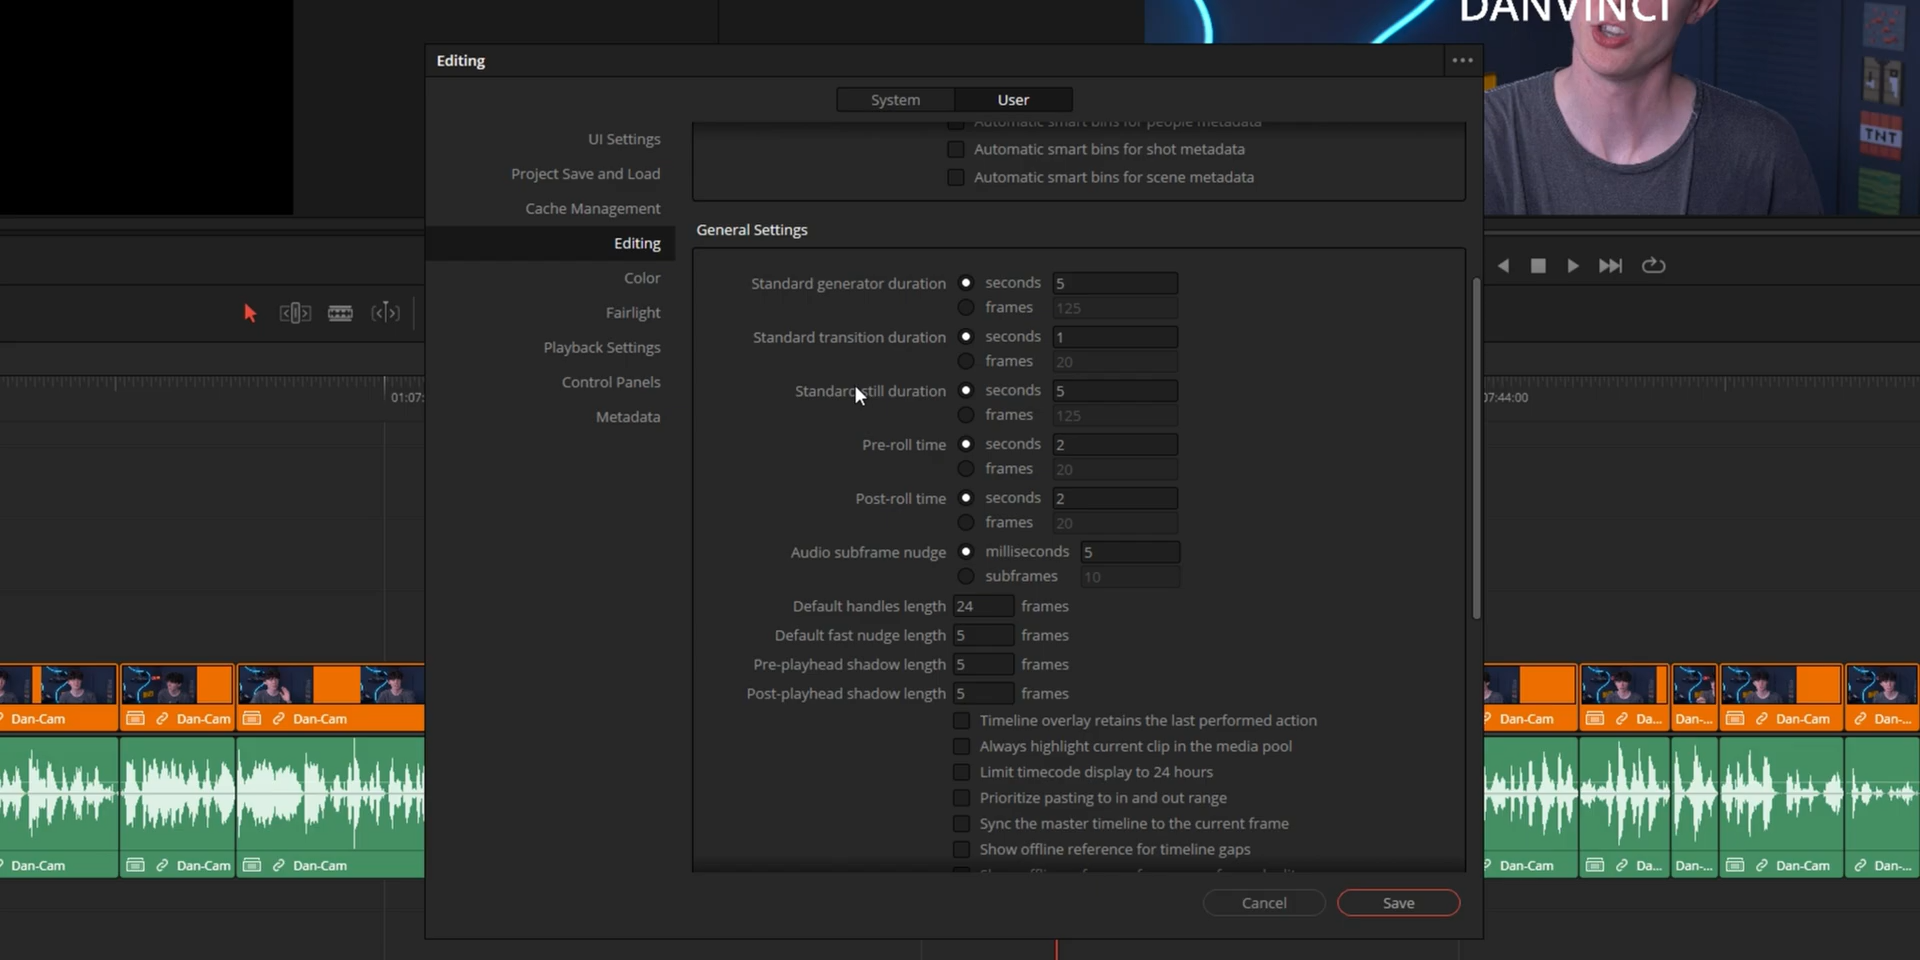 DANVINCI
Editing
System
User
UI Settings
Project Save and Load
Cache Management
Editing
Color
Fairlight
Playback Settings
Control Panels
Metadata
Automatic smart bins for people metadata
Automatic smart bins for shot metadata
Automatic smart bins for scene metadata
General Settings
Standard generator duration seconds 5
frames 125
Standard transition duration seconds 1
frames 20
Standard still duration seconds 5
frames 125
Pre-roll time seconds 2
frames 20
Post-roll time seconds 2
frames 20
Audio subframe nudge milliseconds 5
subframes 10
Default handles length 24 frames
Default fast nudge length 5 frames
Pre-playhead shadow length 5 frames
Post-playhead shadow length 5 frames
Timeline overlay retains the last performed action
Always highlight current clip in the media pool
Limit timecode display to 24 hours
Prioritize pasting to in and out range
Sync the master timeline to the current frame
Show offline reference for timeline gaps
Cancel
Save
TNT
01:07:
07:44:00
Dan-Cam
Dan-Cam
Dan-Cam
Dan-Cam
Da...
Dan-...
Dan-Cam
Dan-...
Dan-Cam
Dan-Cam
Dan-Cam
Dan-Cam
Da...
Dan-...
Dan-Cam
Dan-...